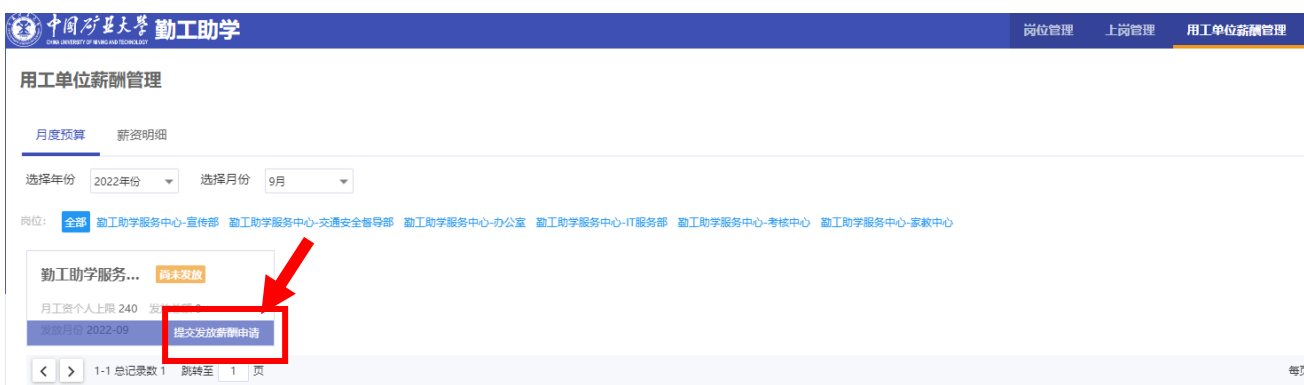 中国矿业大学 勤工助学 岗位管理 上岗管理 用工单位薪酬管理
CHINA UNIVERSITY OF MINING AND TECHNOLOGY
用工单位薪酬管理
月度预算 薪资明细
选择年份 2022年份 选择月份 9月
岗位: 全部 勤工助学服务中心-宣传部 勤工助学服务中心-交通安全督导部 勤工助学服务中心-办公室 勤工助学服务中心-IT服务部 勤工助学服务中心-考核中心 勤工助学服务中心-家教中心
勤工助学服务... 尚未发放
月工资个人上限 240 发
发放月份 2022-09 提交发放薪酬申请
1-1 总记录数 1 跳转至 1 页 每页